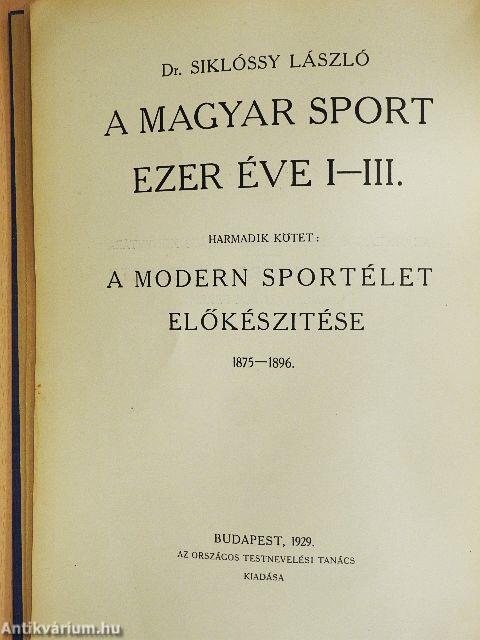 Dr. SIKLÓSSY LÁSZLÓ
A MAGYAR SPORT
EZER ÉVE I—III.
HARMADIK KÖTET:
A MODERN SPORTÉLET
ELŐKÉSZITÉSE
1875—1896.
BUDAPEST, 1929.
AZ ORSZÁGOS TESTNEVELÉSI TANÁCS
KIADÁSA
Antikvárium.hu